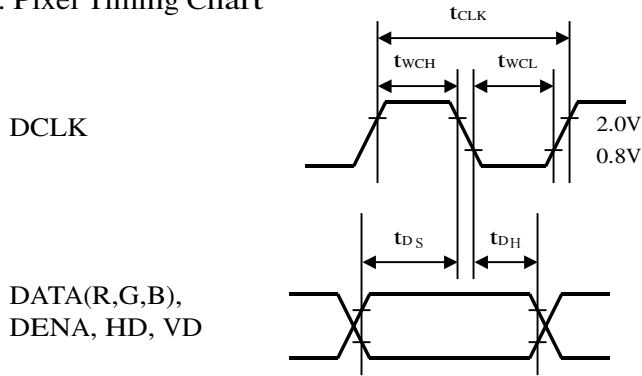 . Pixel Timing Chart
tCLK
tWCH tWCL
DCLK
2.0V
0.8V
tDS tDH
DATA(R,G,B),
DENA, HD, VD